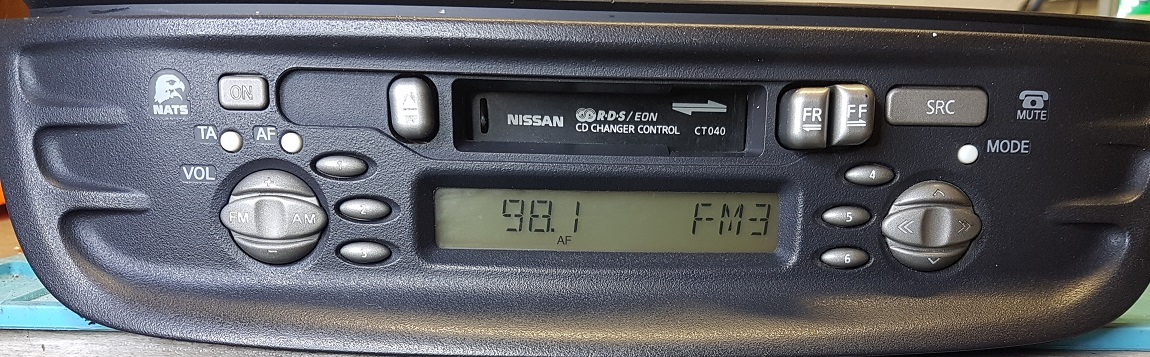 NATS
ON
TA
AF
VOL
FM
AM
+
-
1
2
3
NISSAN
R·D·S/EON
CD CHANGER CONTROL
CT040
98.1
AF
FM3
FR
FF
SRC
MUTE
MODE
4
5
6